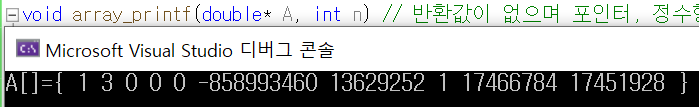 void array_printf(double* A, int n) // 반환값이 없으며 포인터, 정수형
Microsoft Visual Studio 디버그 콘솔
A[]={ 1 3 0 0 0 -858993460 13629252 1 17466784 17451928 }